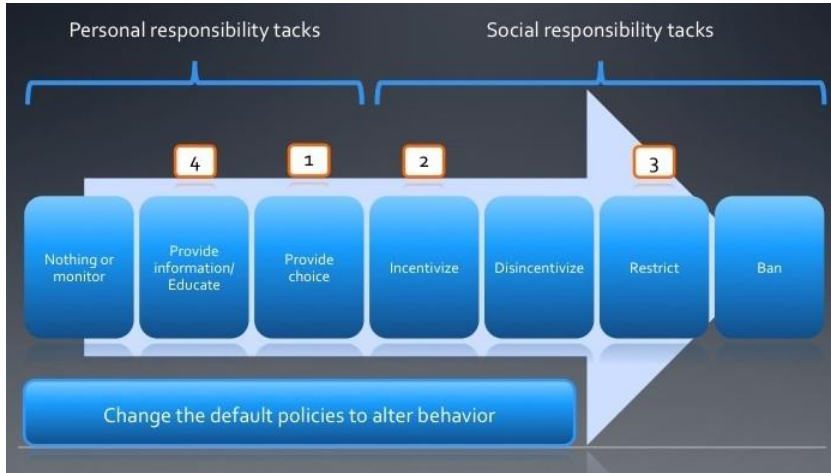 Personal responsibility tacks
Social responsibility tacks
4
1
2
3
Nothing or
monitor
Provide
information/
Educate
Provide
choice
Incentivize
Disincentivize
Restrict
Ban
Change the default policies to alter behavior